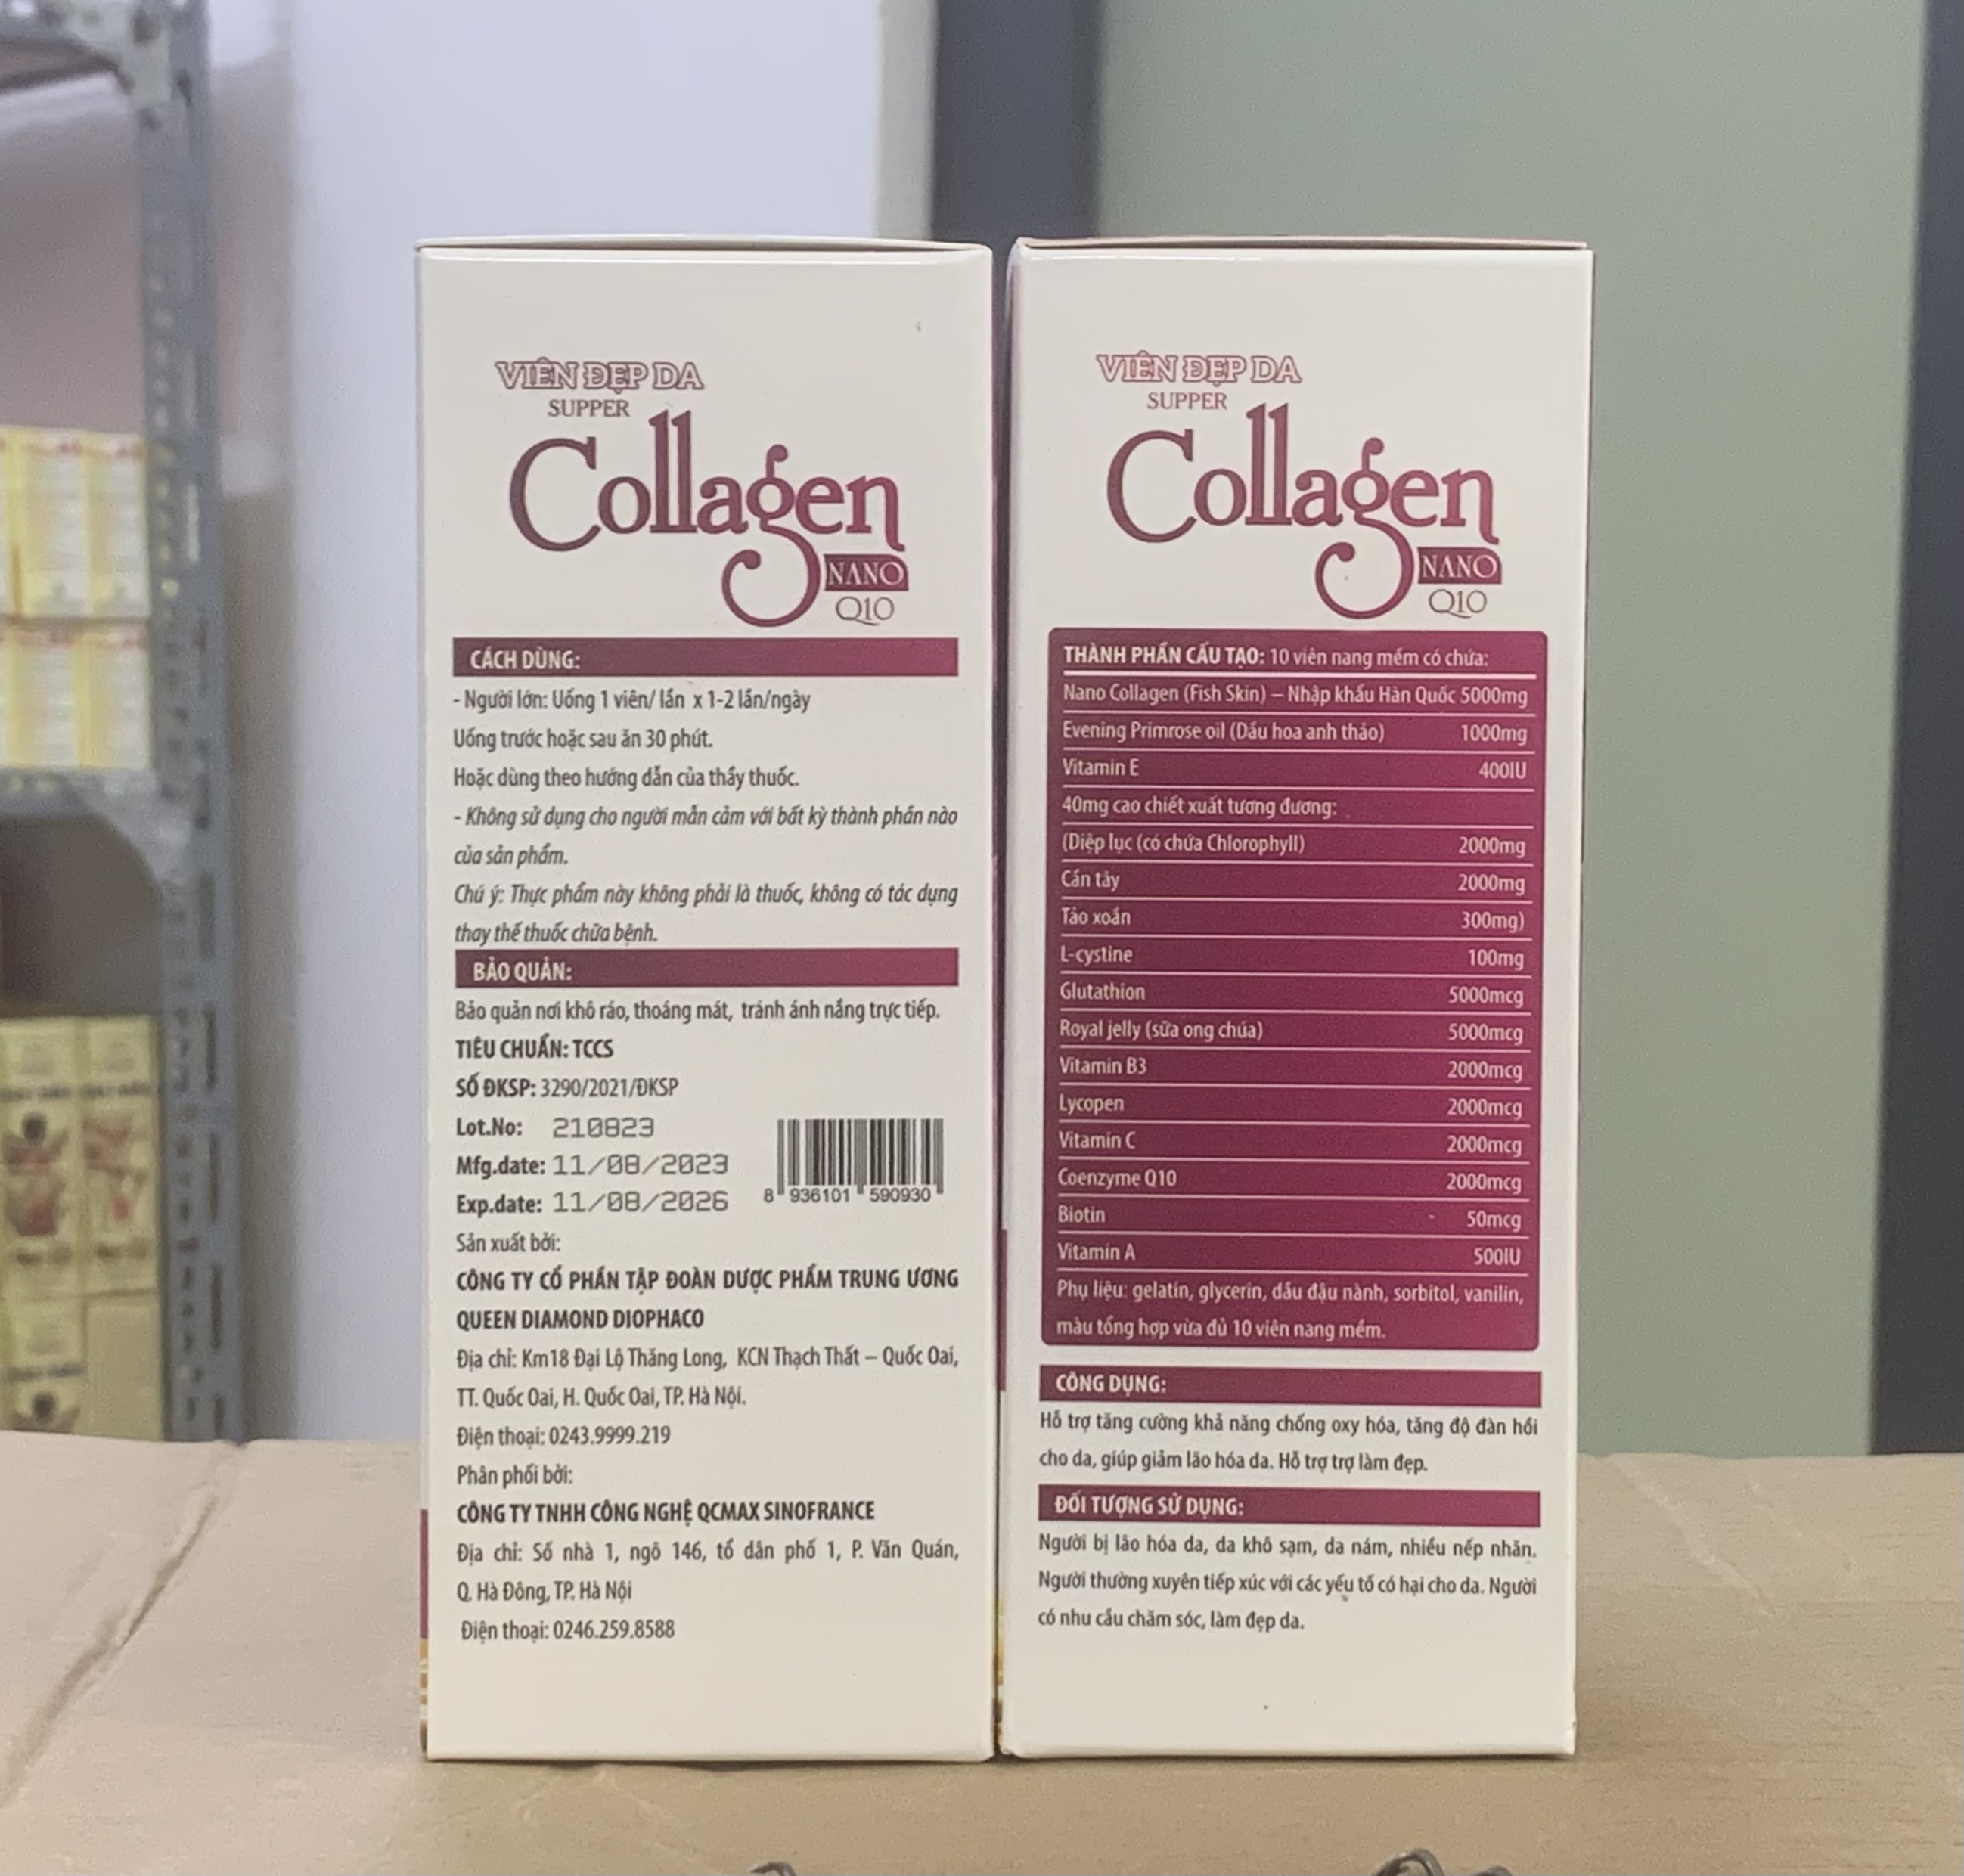 VIÊN ĐẸP DA
SUPPER
Collagen
NANO
Q10
CÁCH DÙNG:
- Người lớn: Uống 1 viên/ lần x 1-2 lần/ngày
Uống trước hoặc sau ăn 30 phút.
Hoặc dùng theo hướng dẫn của thầy thuốc.
- Không sử dụng cho người mẫn cảm với bất kỳ thành phần nào
của sản phẩm.
Chú ý: Thực phẩm này không phải là thuốc, không có tác dụng
thay thế thuốc chữa bệnh.
BẢO QUẢN:
Bảo quản nơi khô ráo, thoáng mát, tránh ánh nắng trực tiếp.
TIÊU CHUẨN: TCCS
SỐ ĐKSP: 3290/2021/ĐKSP
Lot.No: 210823
Mfg.date: 11/08/2023
Exp.date: 11/08/2026
8 936101 590930
Sản xuất bởi:
CÔNG TY CỔ PHẦN TẬP ĐOÀN DƯỢC PHẨM TRUNG ƯƠNG
QUEEN DIAMOND DIOPHACO
Địa chỉ: Km18 Đại Lộ Thăng Long, KCN Thạch Thất – Quốc Oai,
TT. Quốc Oai, H. Quốc Oai, TP. Hà Nội.
Điện thoại: 0243.9999.219
Phân phối bởi:
CÔNG TY TNHH CÔNG NGHỆ QCMAX SINOFRANCE
Địa chỉ: Số nhà 1, ngõ 146, tổ dân phố 1, P. Văn Quán,
Q. Hà Đông, TP. Hà Nội
Điện thoại: 0246.259.8588
VIÊN ĐẸP DA
SUPPER
Collagen
NANO
Q10
THÀNH PHẦN CẤU TẠO: 10 viên nang mềm có chứa:
Nano Collagen (Fish Skin) – Nhập khẩu Hàn Quốc 5000mg
Evening Primrose oil (Dầu hoa anh thảo) 1000mg
Vitamin E 400IU
40mg cao chiết xuất tương đương:
(Diệp lục (có chứa Chlorophyll) 2000mg
Cần tây 2000mg
Tảo xoắn 300mg)
L-cystine 100mg
Glutathion 5000mcg
Royal jelly (sữa ong chúa) 5000mcg
Vitamin B3 2000mcg
Lycopen 2000mcg
Vitamin C 2000mcg
Coenzyme Q10 2000mcg
Biotin 50mcg
Vitamin A 500IU
Phụ liệu: gelatin, glycerin, dầu đậu nành, sorbitol, vanilin,
màu tổng hợp vừa đủ 10 viên nang mềm.
CÔNG DỤNG:
Hỗ trợ tăng cường khả năng chống oxy hóa, tăng độ đàn hồi
cho da, giúp giảm lão hóa da. Hỗ trợ trợ làm đẹp.
ĐỐI TƯỢNG SỬ DỤNG:
Người bị lão hóa da, da khô sạm, da nám, nhiều nếp nhăn.
Người thường xuyên tiếp xúc với các yếu tố có hại cho da. Người
có nhu cầu chăm sóc, làm đẹp da.